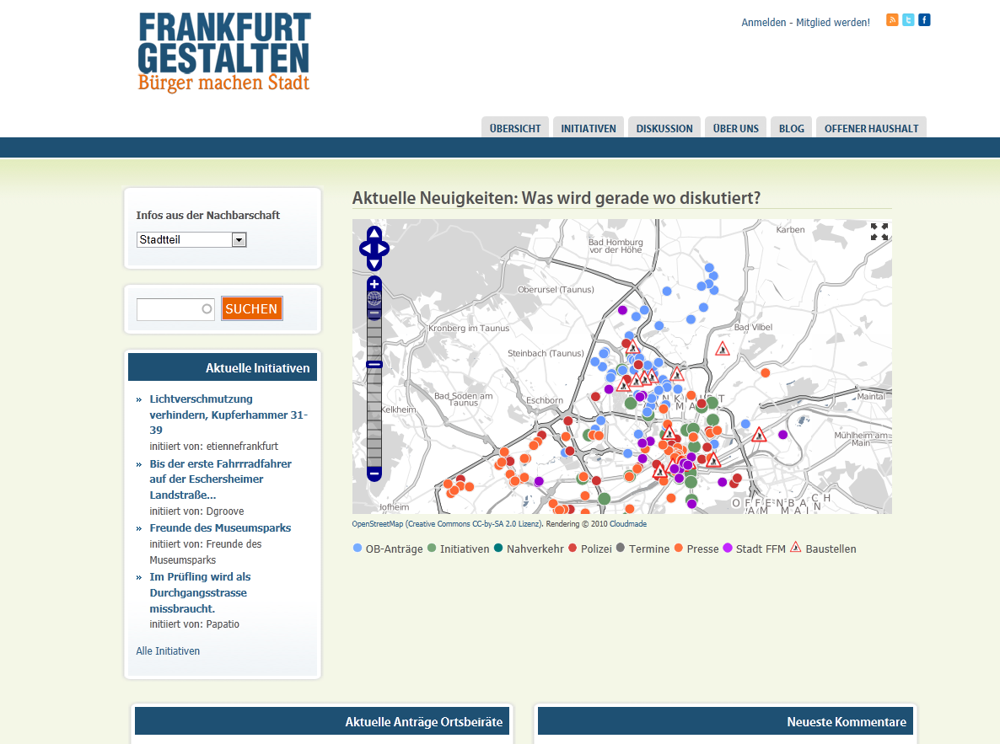 FRANKFURT
GESTALTEN
Bürger machen Stadt
Anmelden - Mitglied werden!
ÜBERSICHT
INITIATIVEN
DISKUSSION
ÜBER UNS
BLOG
OFFENER HAUSHALT
Infos aus der Nachbarschaft
Stadtteil
SUCHEN
Aktuelle Initiativen
» Lichtverschmutzung
verhindern, Kupferhammer 31-
39
initiiert von: etiennefrankfurt
» Bis der erste Fahrrradfahrer
auf der Eschersheimer
Landstraße...
initiiert von: Dgroove
» Freunde des Museumsparks
initiiert von: Freunde des
Museumsparks
» Im Prüfling wird als
Durchgangsstrasse
missbraucht.
initiiert von: Papatio
Alle Initiativen
Aktuelle Neuigkeiten: Was wird gerade wo diskutiert?
Karben
Bad Homburg
vor der Höhe
Oberursel (Taunus)
Kronberg im Taunus
Bad Vilbel
Steinbach (Taunus)
Bad Soden am
Taunus
Eschborn
Maintal
Kelkheim
Mühlheim am
Main
OFFENBACH
AM MAIN
Hofheim
OpenStreetMap (Creative Commons CC-by-SA 2.0 Lizenz). Rendering © 2010 Cloudmade
OB-Anträge Initiativen Nahverkehr Polizei Termine Presse Stadt FFM Baustellen
Aktuelle Anträge Ortsbeiräte
Neueste Kommentare